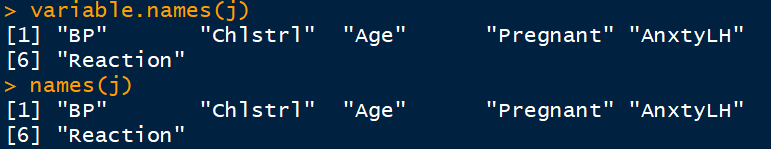 > variable.names(j)
[1] "BP"       "Chlstrl"  "Age"      "Pregnant" "AnxtyLH"
[6] "Reaction"
> names(j)
[1] "BP"       "Chlstrl"  "Age"      "Pregnant" "AnxtyLH"
[6] "Reaction"